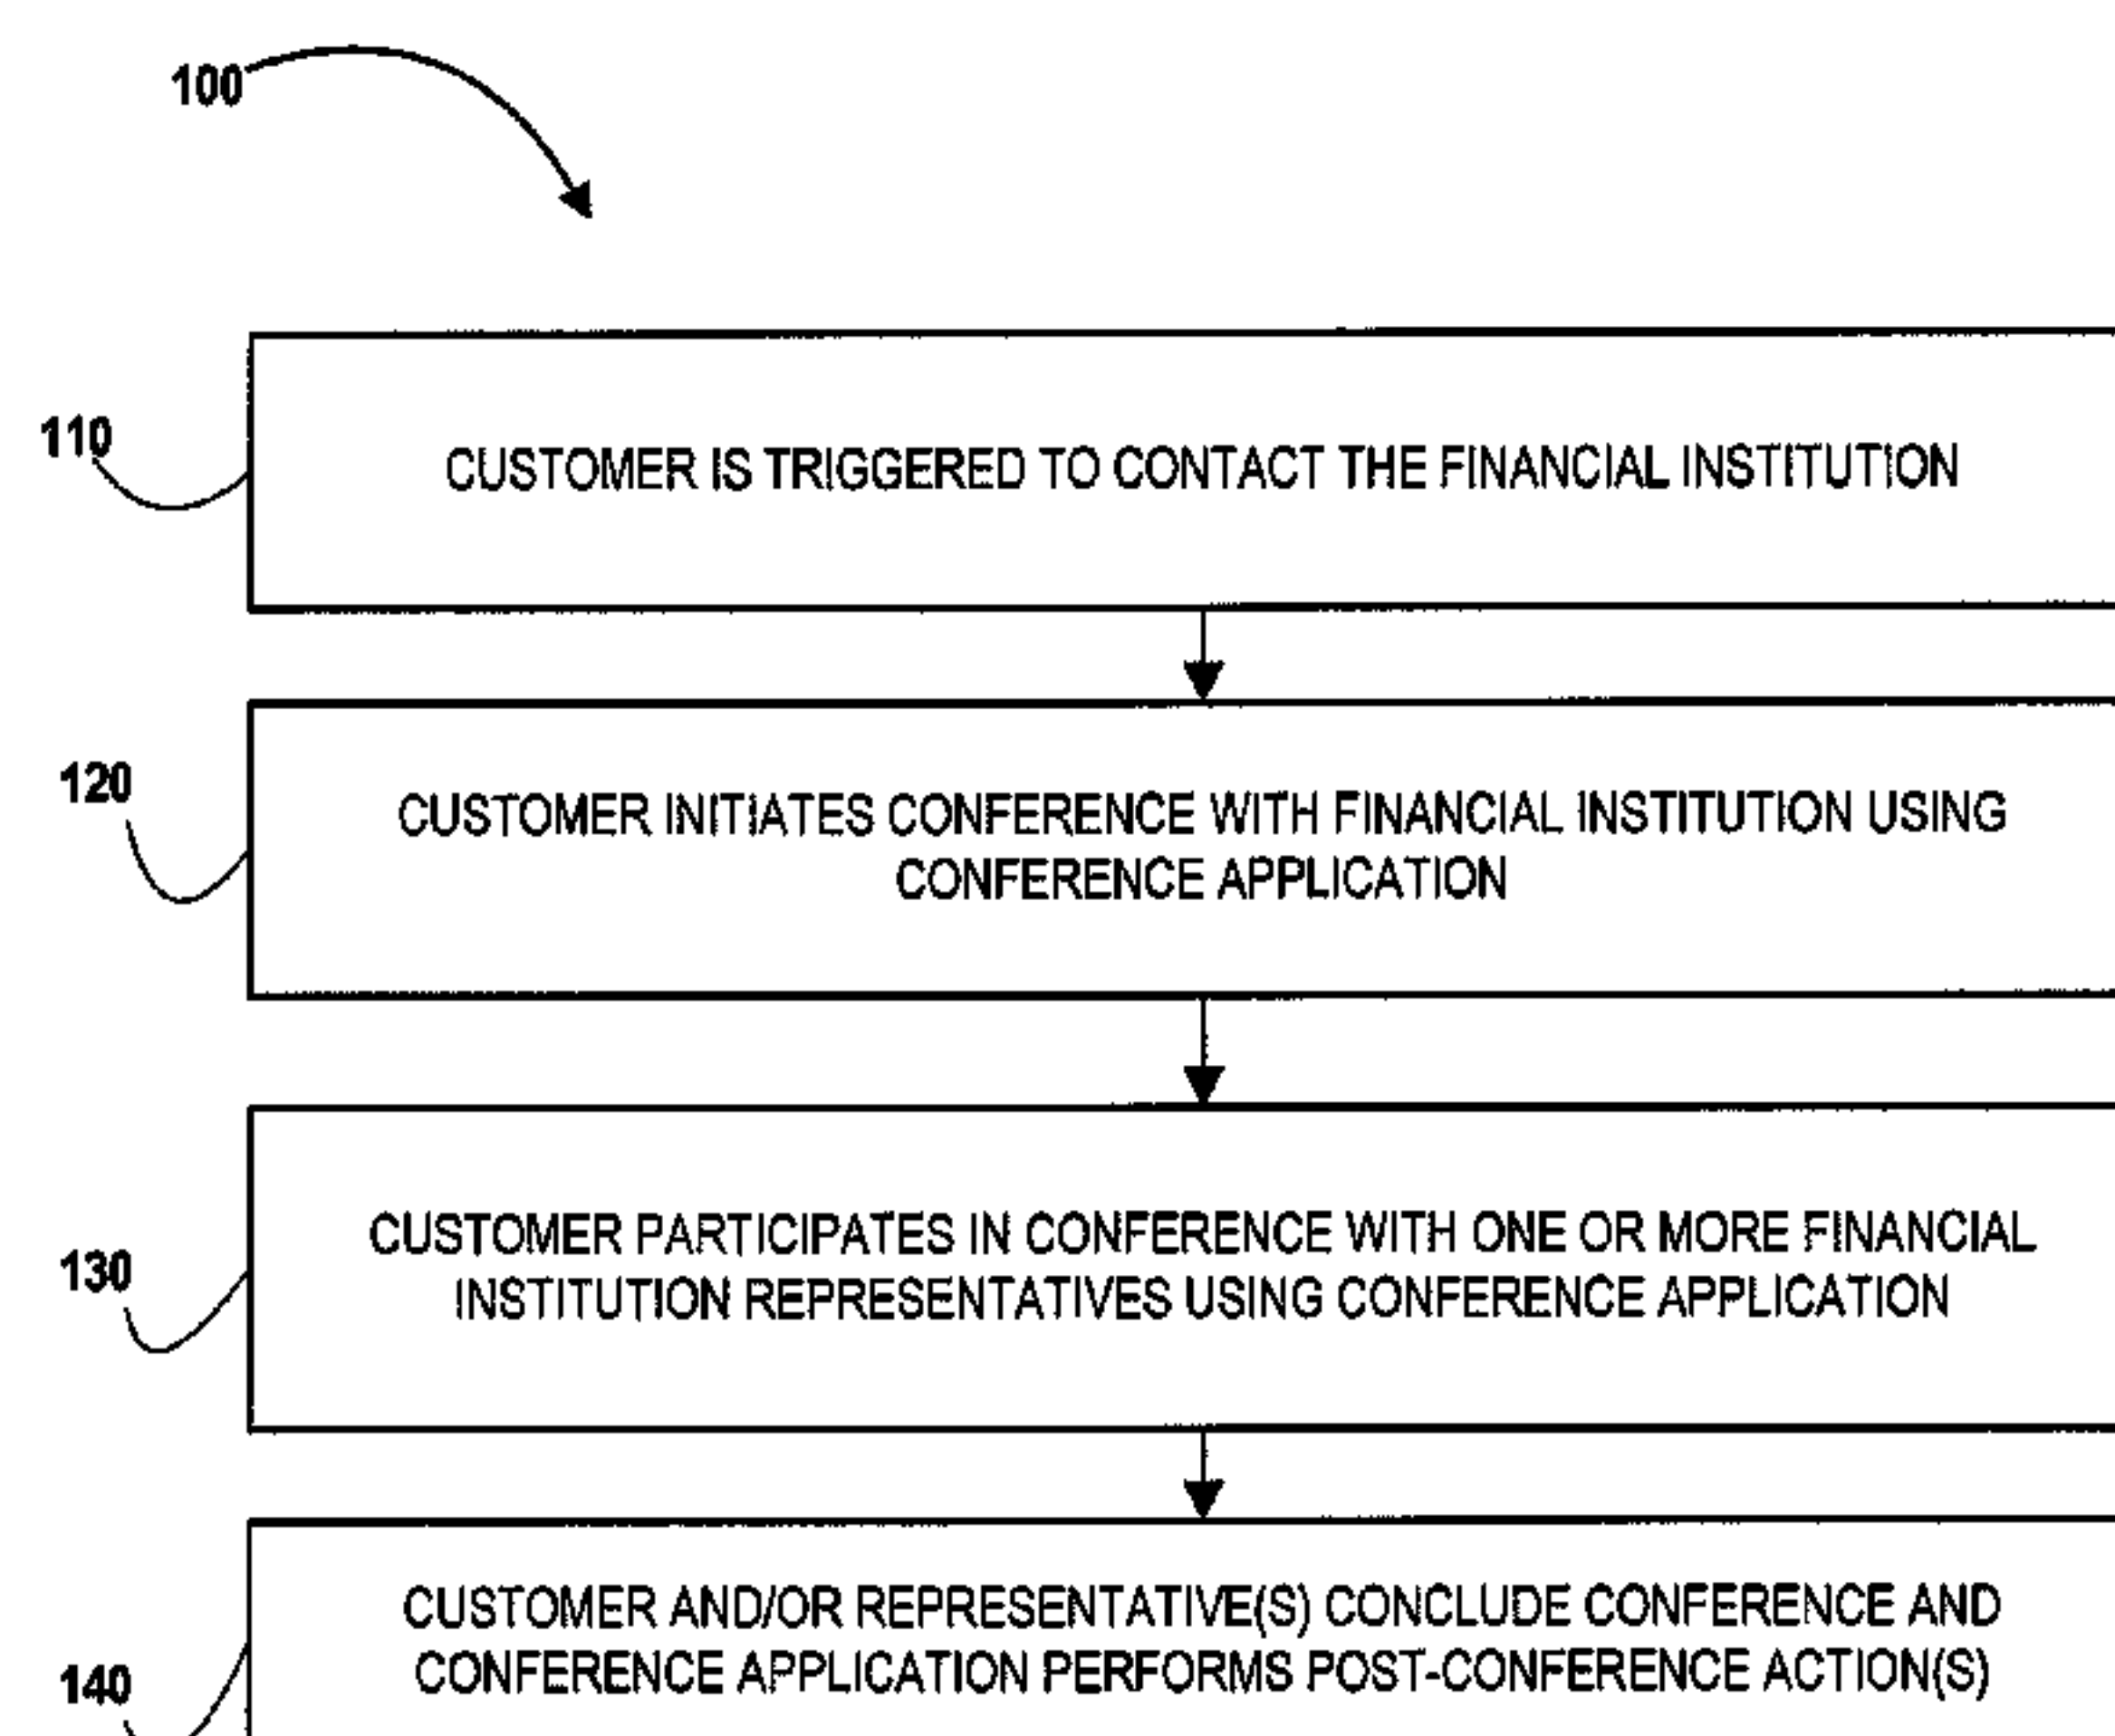 100
110
CUSTOMER IS TRIGGERED TO CONTACT THE FINANCIAL INSTITUTION
120
CUSTOMER INITIATES CONFERENCE WITH FINANCIAL INSTITUTION USING
CONFERENCE APPLICATION
130
CUSTOMER PARTICIPATES IN CONFERENCE WITH ONE OR MORE FINANCIAL
INSTITUTION REPRESENTATIVES USING CONFERENCE APPLICATION
140
CUSTOMER AND/OR REPRESENTATIVE(S) CONCLUDE CONFERENCE AND
CONFERENCE APPLICATION PERFORMS POST-CONFERENCE ACTION(S)